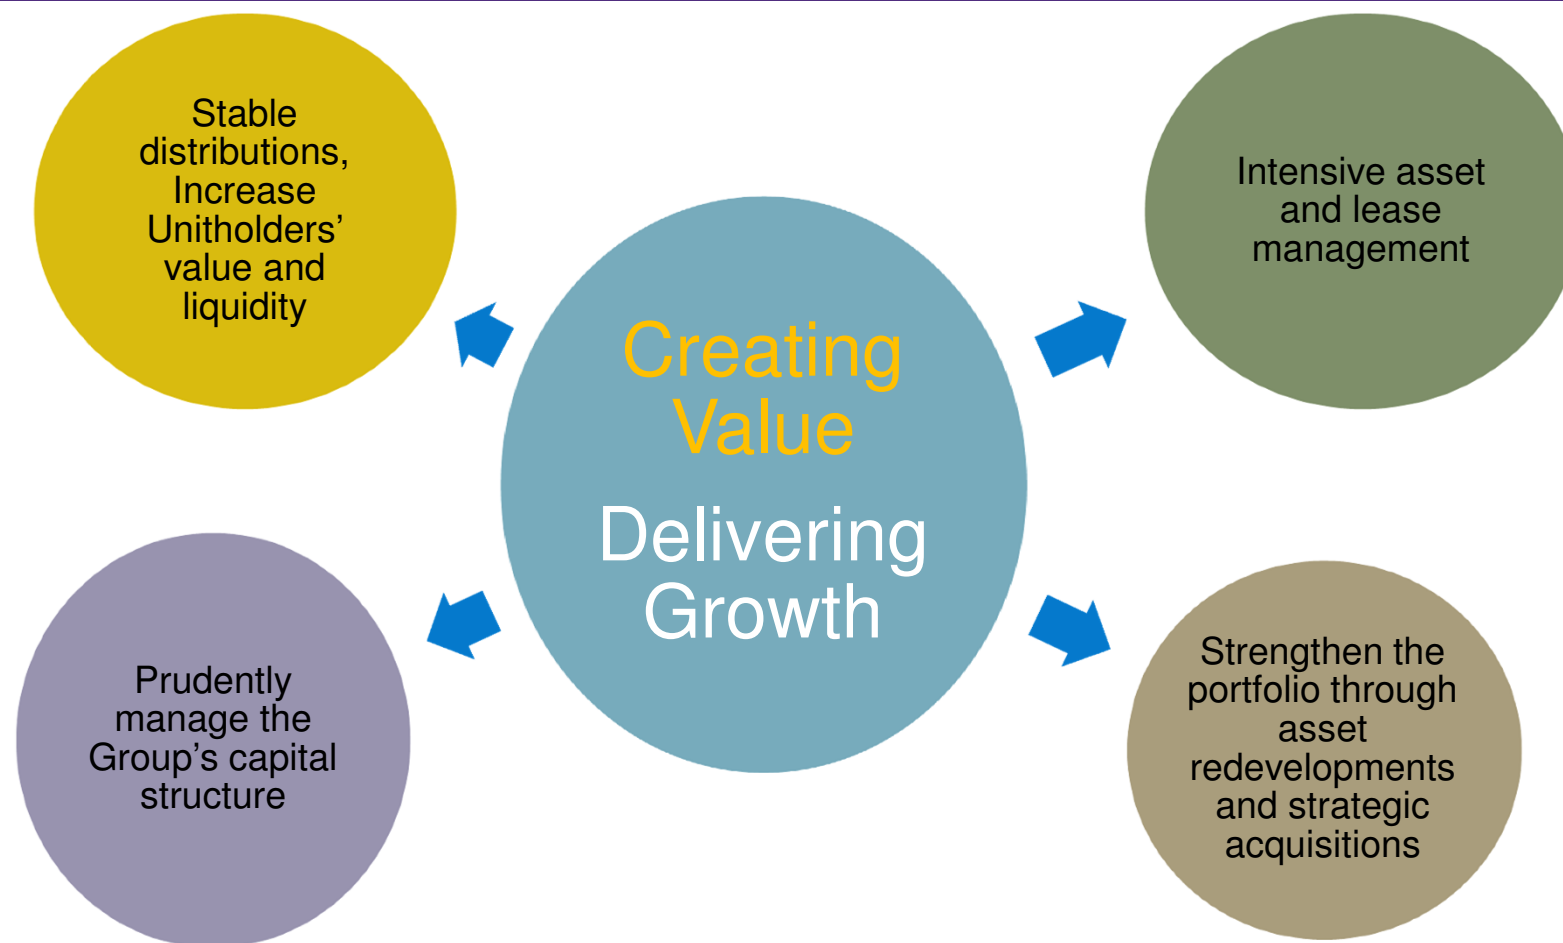 Stable
distributions,
Increase
Unitholders’
value and
liquidity
Intensive asset
and lease
management
Creating
Value
Delivering
Growth
Prudently
manage the
Group’s capital
structure
Strengthen the
portfolio through
asset
redevelopments
and strategic
acquisitions